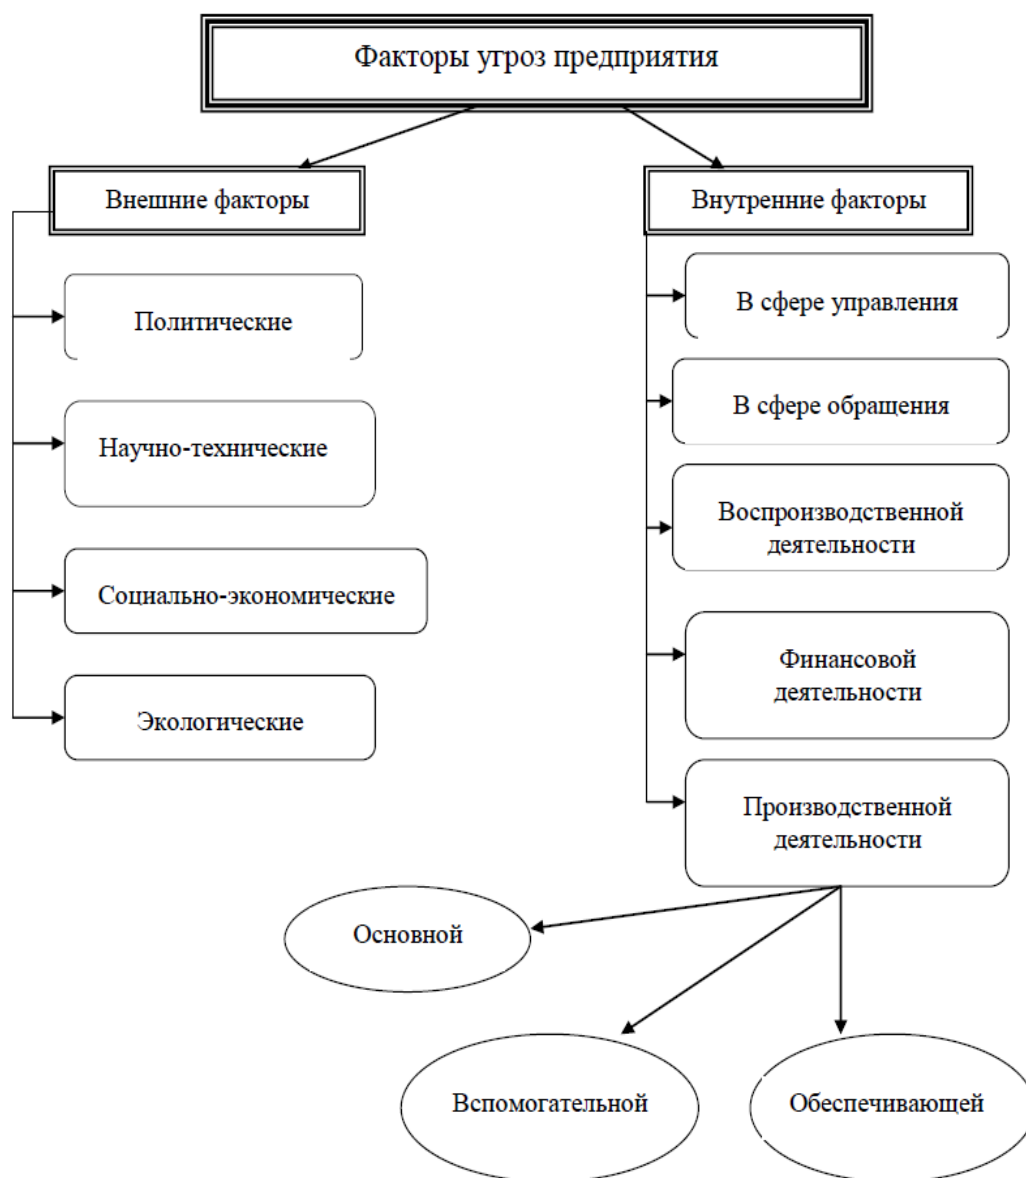 Факторы угроз предприятия
Внешние факторы
Политические
Научно-технические
Социально-экономические
Экологические
Внутренние факторы
В сфере управления
В сфере обращения
Воспроизводственной
деятельности
Финансовой
деятельности
Производственной
деятельности
Основной
Вспомогательной
Обеспечивающей